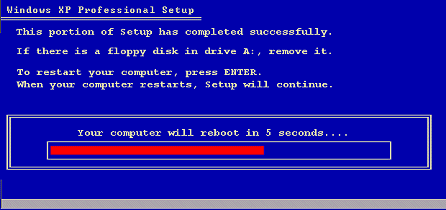 Windows XP Professional Setup
This portion of Setup has completed successfully.
If there is a floppy disk in drive A:, remove it.
To restart your computer, press ENTER.
When your computer restarts, Setup will continue.
Your computer will reboot in 5 seconds....